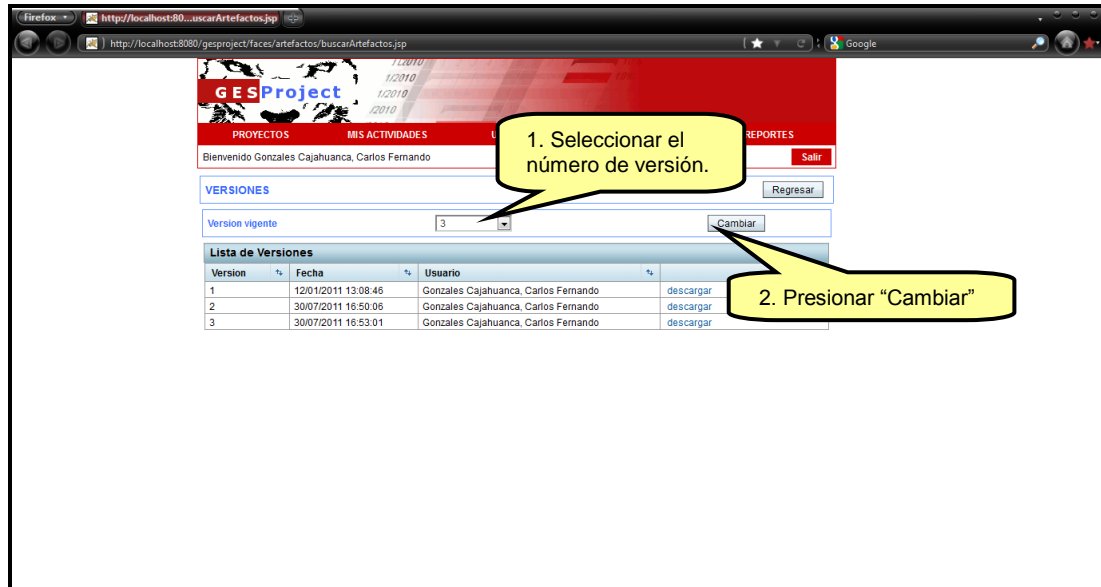 Firefox
http://localhost:80...uscarArtefactos.jsp
http://localhost:8080/gesproject/faces/artefactos/buscarArtefactos.jsp
Google
GESProject
1/2010
1/2010
1/2010
/2010
PROYECTOS MIS ACTIVIDADES U REPORTES
Bienvenido Gonzales Cajahuanca, Carlos Fernando Salir
1. Seleccionar el
número de versión.
VERSIONES Regresar
Version vigente 3 Cambiar
Lista de Versiones
Version Fecha Usuario
1 12/01/2011 13:08:46 Gonzales Cajahuanca, Carlos Fernando descargar
2 30/07/2011 16:50:06 Gonzales Cajahuanca, Carlos Fernando descargar
3 30/07/2011 16:53:01 Gonzales Cajahuanca, Carlos Fernando descargar
2. Presionar “Cambiar”